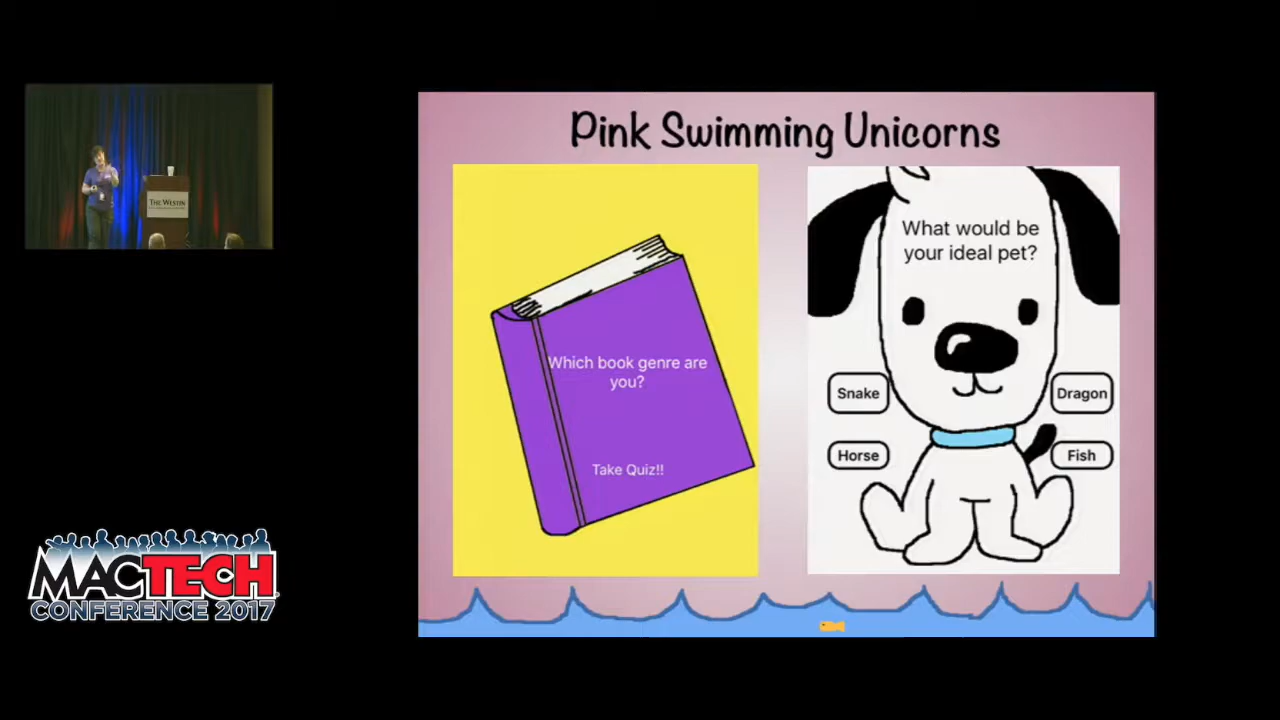 Pink Swimming Unicorns
Which book genre are
you?
Take Quiz!!
What would be
your ideal pet?
Snake
Dragon
Horse
Fish
THE WESTIN
MACTECH
CONFERENCE 2017